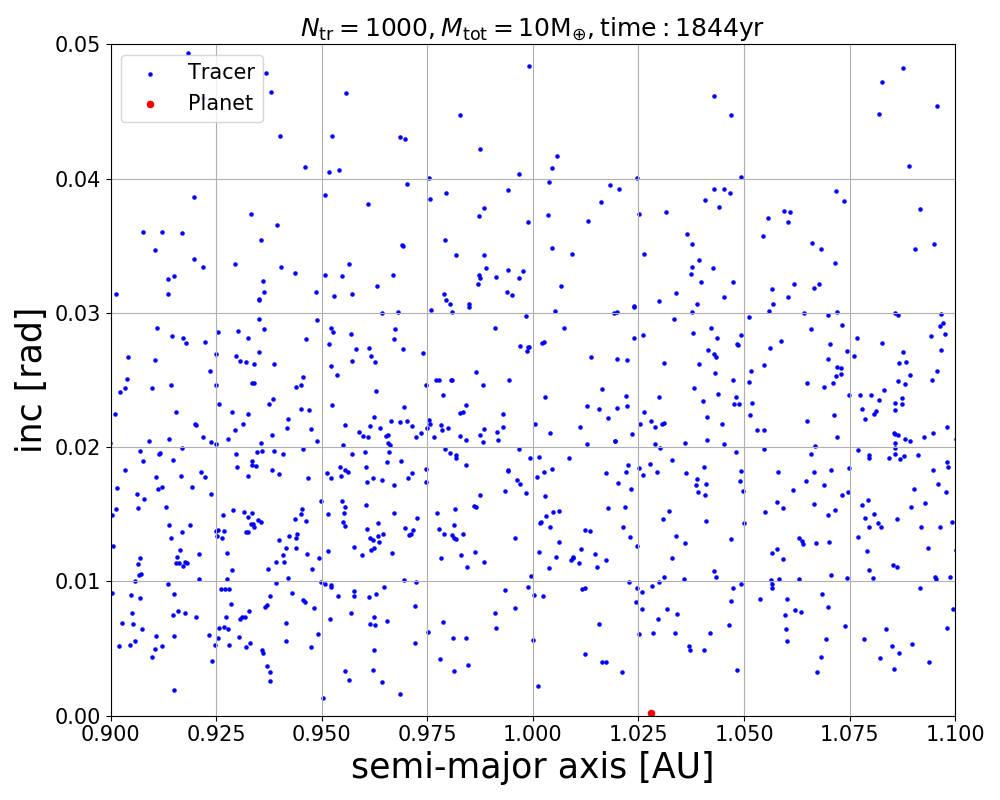 N_tr = 1000, M_tot = 10M_⊕, time : 1844yr
Tracer
Planet
0.05
0.04
0.03
0.02
0.01
0.00
inc [rad]
0.900 0.925 0.950 0.975 1.000 1.025 1.050 1.075 1.100
semi-major axis [AU]